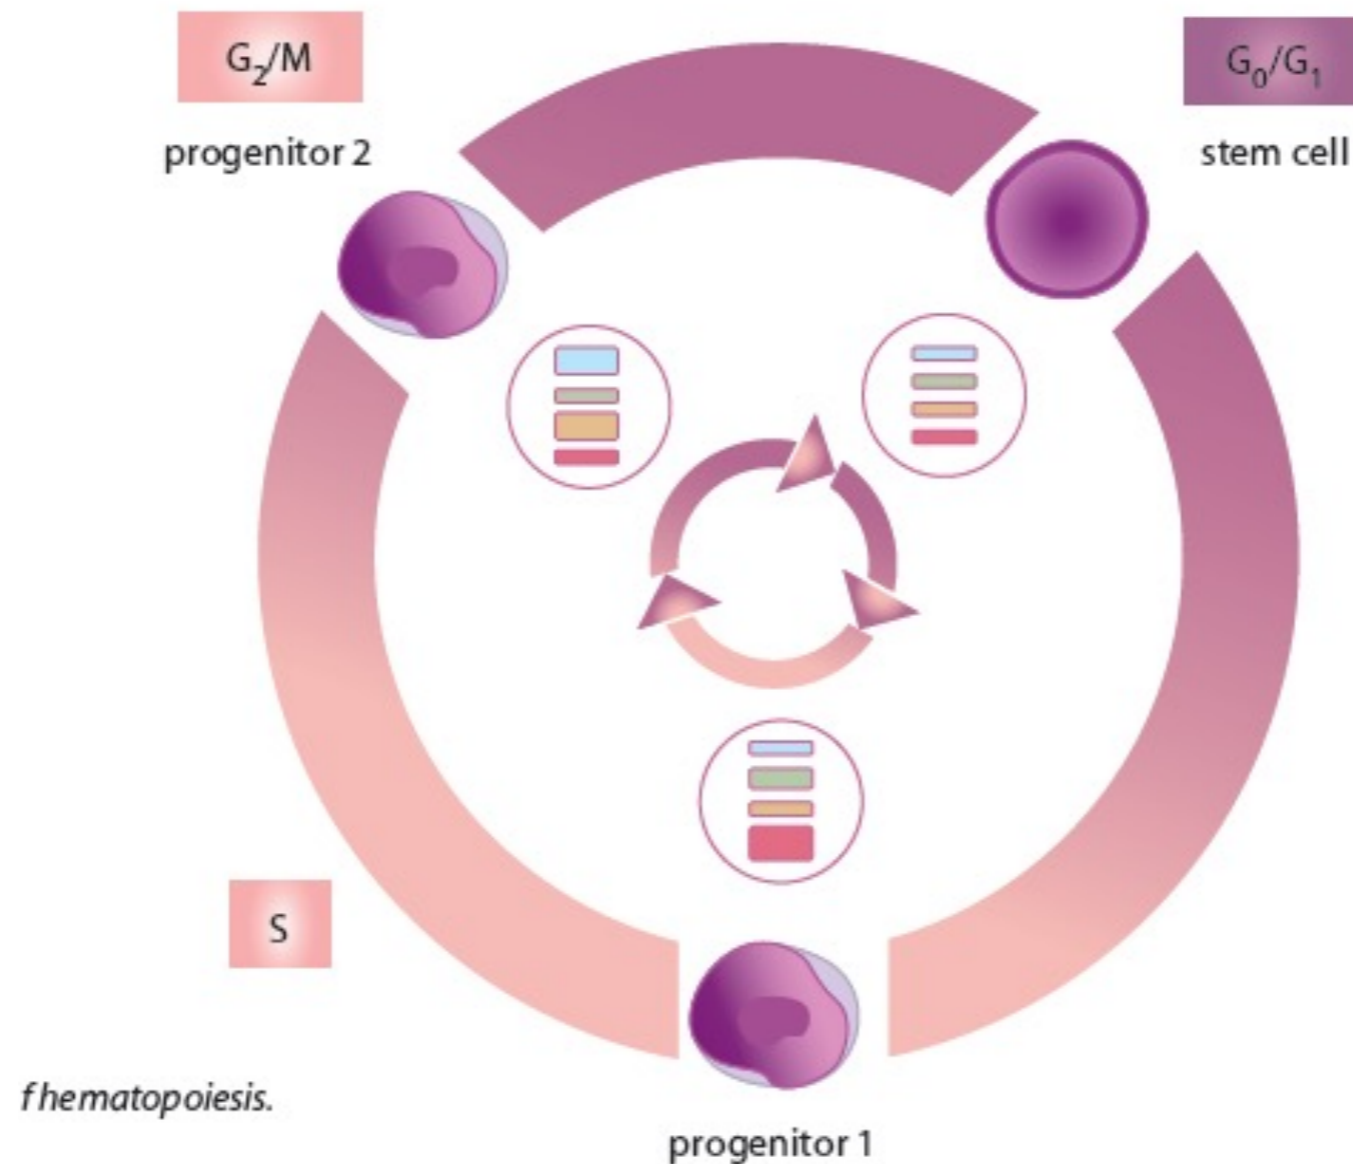 G₂/M
progenitor 2
G₀/G₁
stem cell
S
f hematopoiesis.
progenitor 1